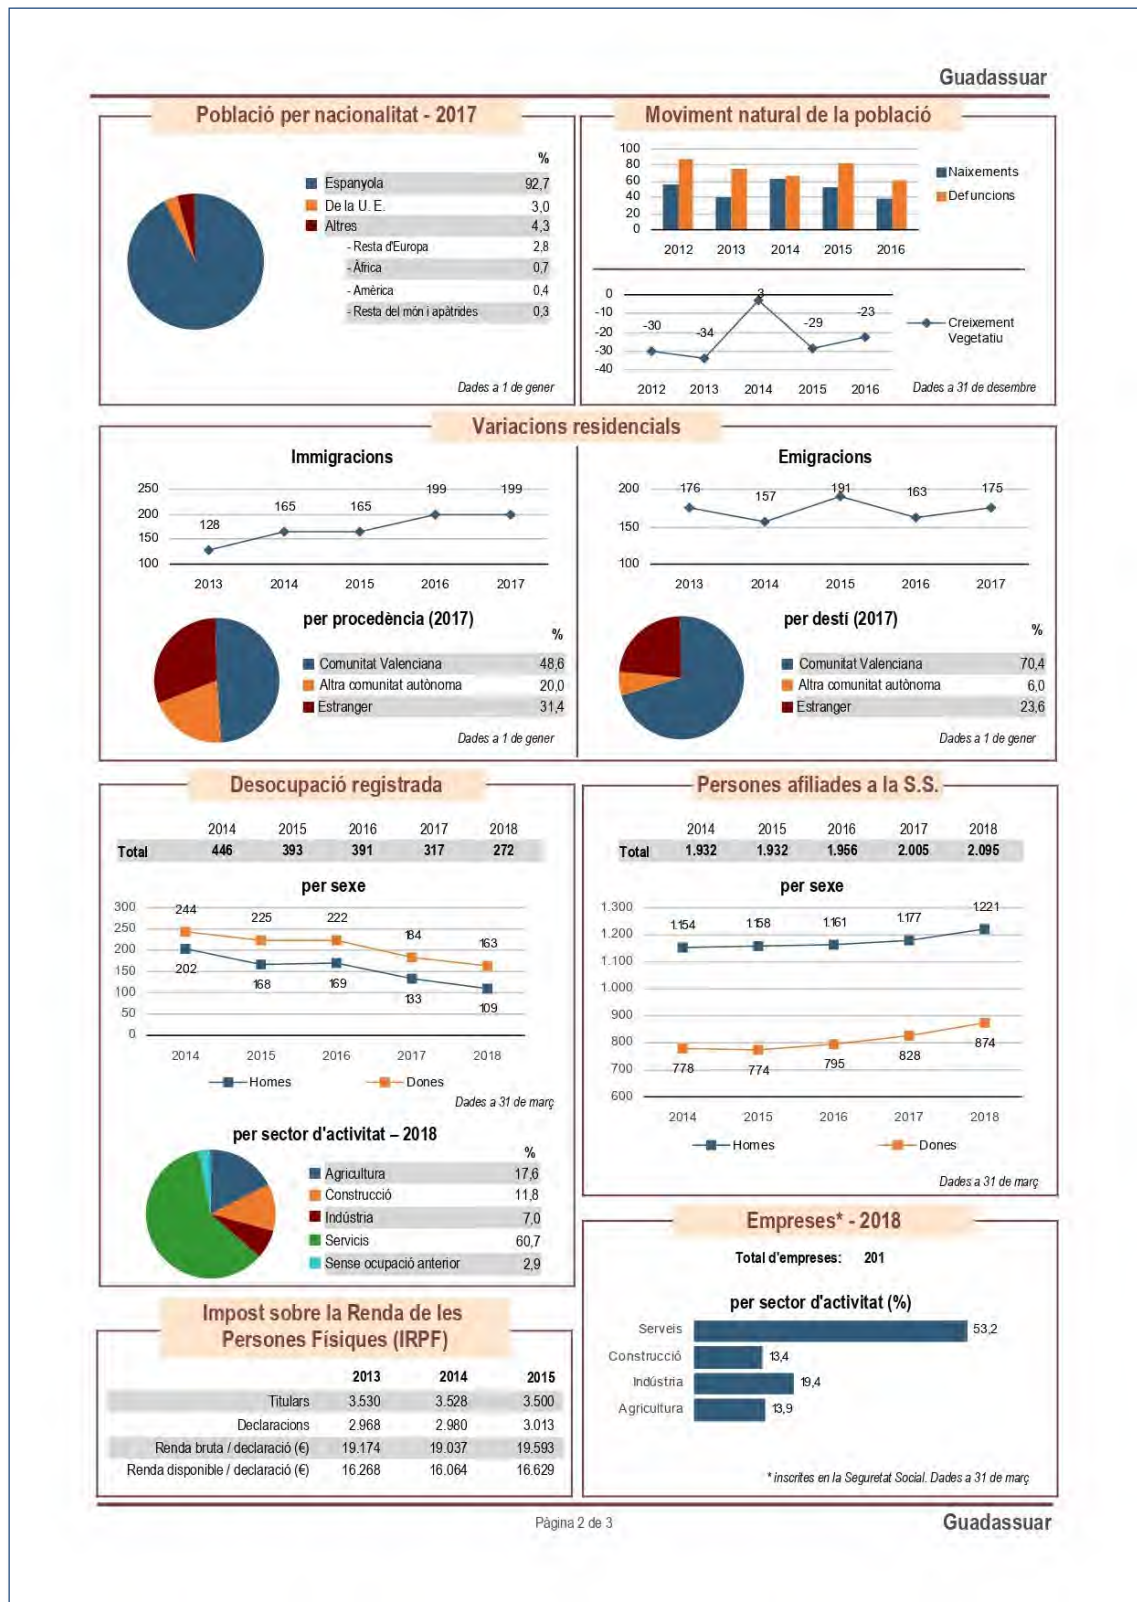 Guadassuar
Població per nacionalitat - 2017
%
Espanyola 92,7
De la U. E. 3,0
Altres 4,3
- Resta d'Europa 2,8
- Àfrica 0,7
- Amèrica 0,4
- Resta del món i apàtrides 0,3
Dades a 1 de gener
Moviment natural de la població
100
80
60
40
20
0
2012 2013 2014 2015 2016
Naixements
Defuncions
0
-10
-20
-30
-40
-30 -34 3 -29 -23
2012 2013 2014 2015 2016
Creixement
Vegetatiu
Dades a 31 de desembre
Variacions residencials
Immigracions
250
200
150
100
128 165 165 199 199
2013 2014 2015 2016 2017
per procedència (2017)
%
Comunitat Valenciana 48,6
Altra comunitat autònoma 20,0
Estranger 31,4
Dades a 1 de gener
Emigracions
200
150
100
176 157 191 163 175
2013 2014 2015 2016 2017
per destí (2017)
%
Comunitat Valenciana 70,4
Altra comunitat autònoma 6,0
Estranger 23,6
Dades a 1 de gener
Desocupació registrada
2014 2015 2016 2017 2018
Total 446 393 391 317 272
per sexe
300
250
200
150
100
50
0
244 225 222 184 163
202 168 169 133 109
2014 2015 2016 2017 2018
Homes Dones
Dades a 31 de març
per sector d'activitat – 2018
%
Agricultura 17,6
Construcció 11,8
Indústria 7,0
Servicis 60,7
Sense ocupació anterior 2,9
Persones afiliades a la S.S.
2014 2015 2016 2017 2018
Total 1.932 1.932 1.956 2.005 2.095
per sexe
1.300
1.200
1.100
1.000
900
800
700
600
1.154 1.158 1.161 1.177 1.221
778 774 795 828 874
2014 2015 2016 2017 2018
Homes Dones
Dades a 31 de març
Impost sobre la Renda de les
Persones Físiques (IRPF)
2013 2014 2015
Titulars 3.530 3.528 3.500
Declaracions 2.968 2.980 3.013
Renda bruta / declaració (€) 19.174 19.037 19.593
Renda disponible / declaració (€) 16.268 16.064 16.629
Empreses* - 2018
Total d'empreses: 201
per sector d'activitat (%)
Serveis 53,2
Construcció 13,4
Indústria 19,4
Agricultura 13,9
* inscrites en la Seguretat Social. Dades a 31 de març
Pàgina 2 de 3
Guadassuar